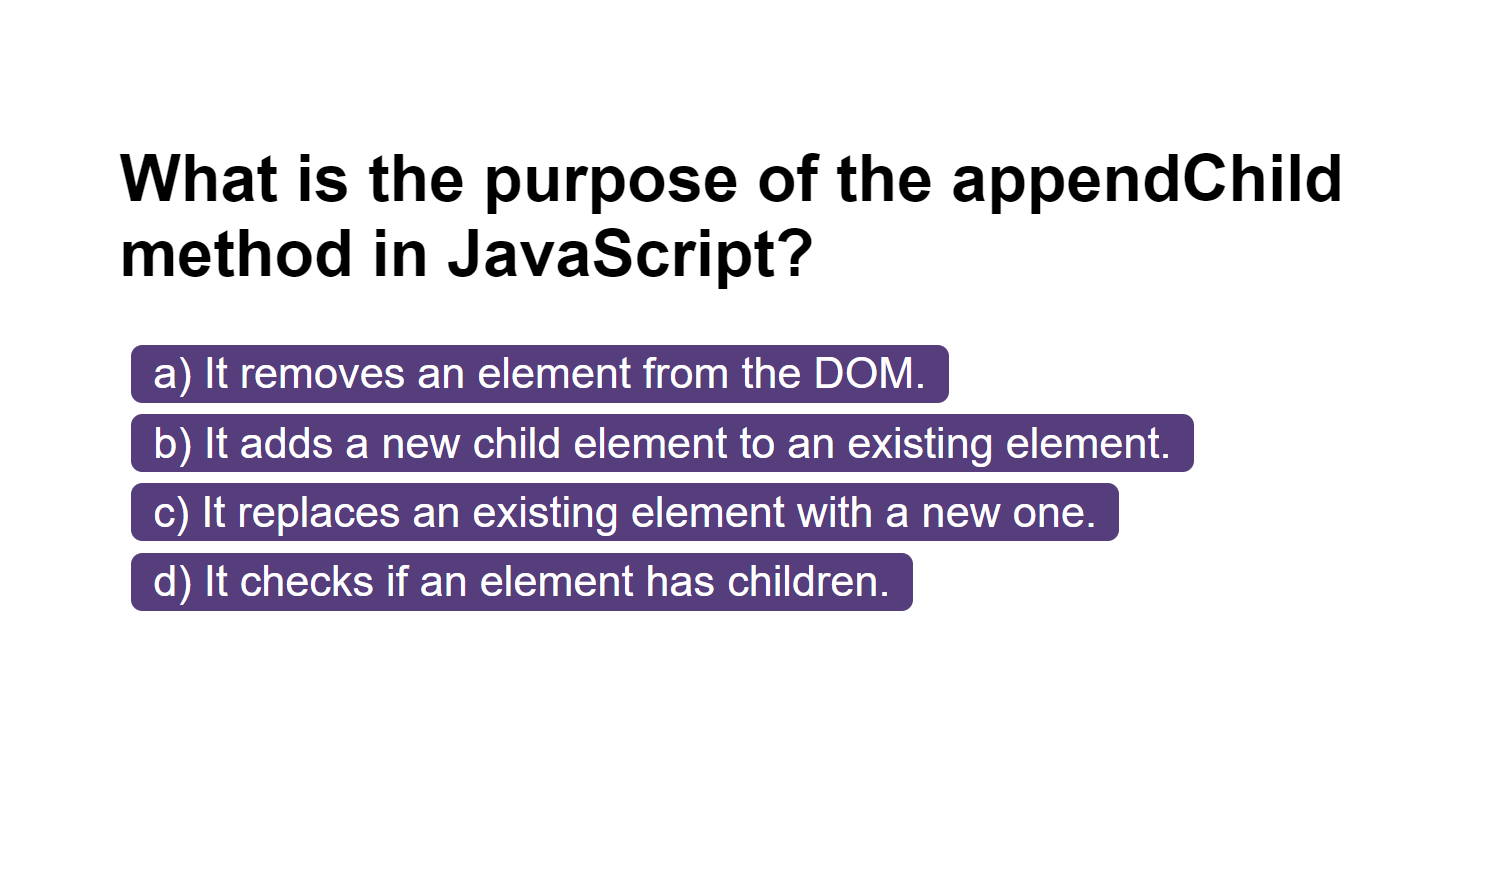 What is the purpose of the appendChild
method in JavaScript?
a) It removes an element from the DOM.
b) It adds a new child element to an existing element.
c) It replaces an existing element with a new one.
d) It checks if an element has children.